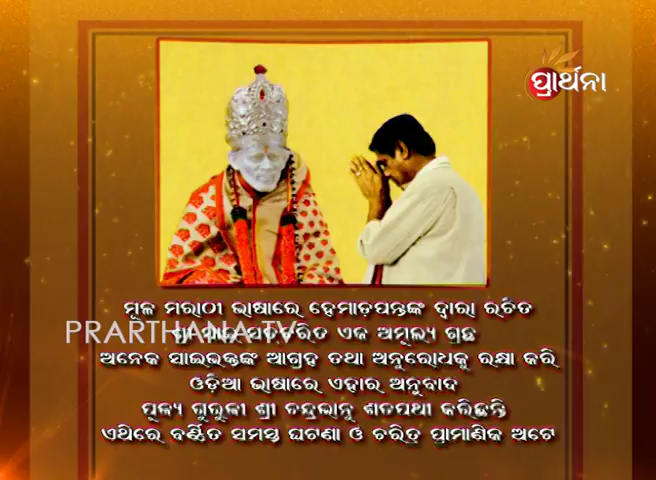 ପ୍ରାର୍ଥନା
ମୂଳ ମରାଠୀ ଭାଷାରେ ହେମାଡ଼ପନ୍ତଙ୍କ ଦ୍ୱାରା ରଚିତ
PRARTHANA TV
ଶ୍ରୀ ସାଇ ସତଚରିତ ଏକ ଅମୂଲ୍ୟ ଗ୍ରନ୍ଥ
ଅନେକ ସାଇଭକ୍ତଙ୍କ ଆଗ୍ରହ ତଥା ଅନୁରୋଧକୁ ରକ୍ଷା କରି
ଓଡ଼ିଆ ଭାଷାରେ ଏହାର ଅନୁବାଦ
ପୂଜ୍ୟ ଗୁରୁଜୀ ଶ୍ରୀ ଚନ୍ଦ୍ରଭାନୁ ଶତପଥୀ କରିଛନ୍ତି
ଏଥିରେ ବର୍ଣ୍ଣିତ ସମସ୍ତ ଘଟଣା ଓ ଚରିତ୍ର ପ୍ରାମାଣିକ ଅଟେ